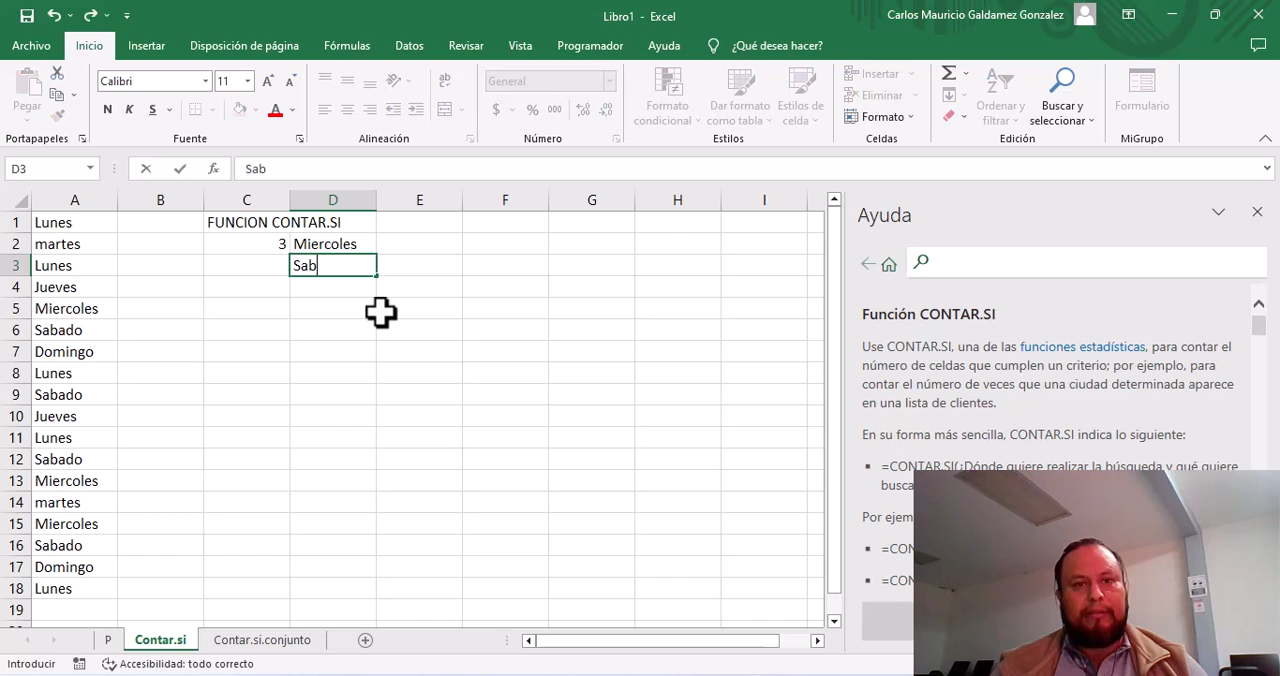 Libro1 - Excel
Carlos Mauricio Galdamez Gonzalez
Archivo Inicio Insertar Disposición de página Fórmulas Datos Revisar Vista Programador Ayuda ¿Qué desea hacer?
Pegar
Calibri 11
N K S
General
$ % 000
Formato condicional
Dar formato como tabla
Estilos de celda
Insertar
Eliminar
Formato
Ordenar y filtrar
Buscar y seleccionar
Formulario
Portapapeles Fuente Alineación Número Estilos Celdas Edición MiGrupo
D3 fx Sab
A B C D E F G H I
1 Lunes FUNCION CONTAR.SI
2 martes 3 Miercoles
3 Lunes Sab
4 Jueves
5 Miercoles
6 Sabado
7 Domingo
8 Lunes
9 Sabado
10 Jueves
11 Lunes
12 Sabado
13 Miercoles
14 martes
15 Miercoles
16 Sabado
17 Domingo
18 Lunes
19
P Contar.si Contar.si.conjunto
Introducir Accesibilidad: todo correcto
Ayuda
Función CONTAR.SI
Use CONTAR.SI, una de las funciones estadísticas, para contar el
número de celdas que cumplen un criterio; por ejemplo, para
contar el número de veces que una ciudad determinada aparece
en una lista de clientes.
En su forma más sencilla, CONTAR.SI indica lo siguiente:
=CONTAR.SI(¿Dónde quiere realizar la búsqueda y qué quiere
busca
Por ejem
=CON
=CON